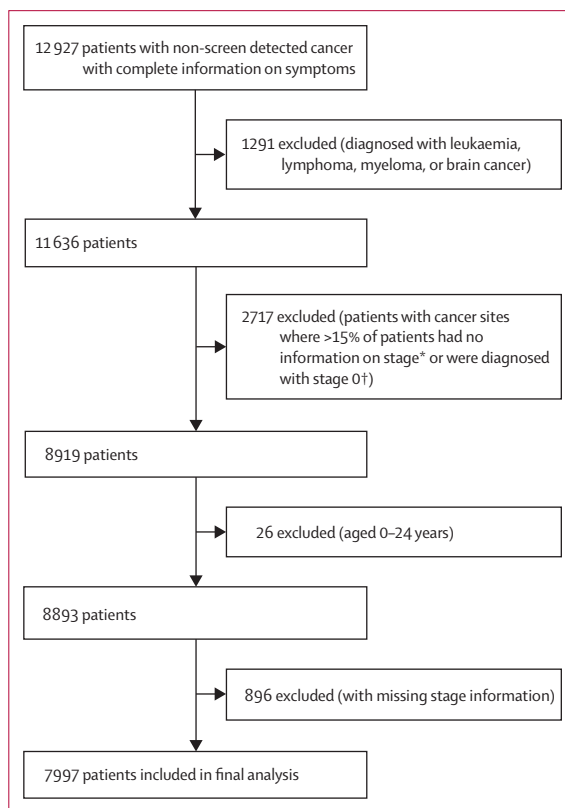 12 927 patients with non-screen detected cancer
with complete information on symptoms
1291 excluded (diagnosed with leukaemia,
lymphoma, myeloma, or brain cancer)
11 636 patients
2717 excluded (patients with cancer sites
where >15% of patients had no
information on stage* or were diagnosed
with stage 0†)
8919 patients
26 excluded (aged 0–24 years)
8893 patients
896 excluded (with missing stage information)
7997 patients included in final analysis